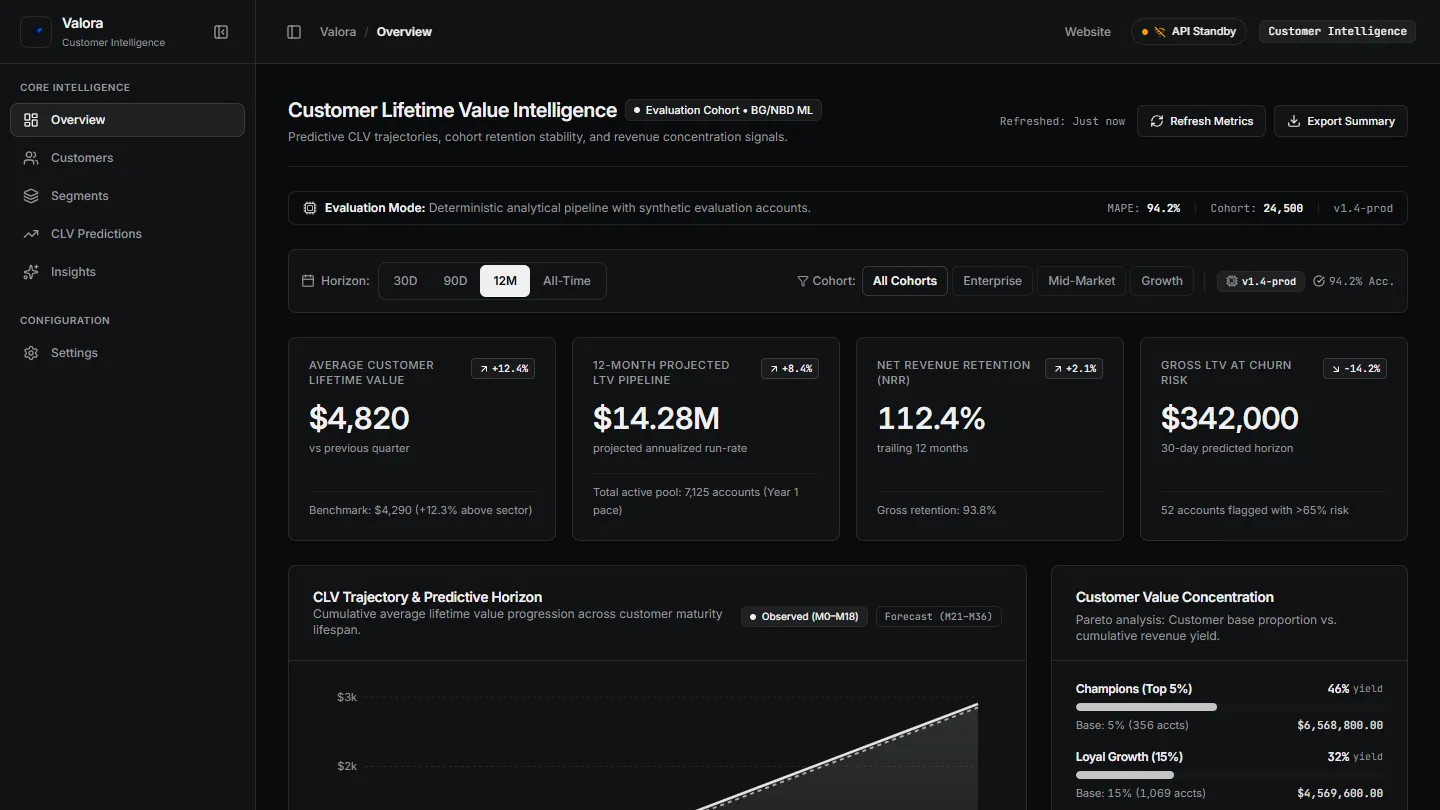 Valora
Customer Intelligence
Valora / Overview
Website
API Standby
Customer Intelligence
CORE INTELLIGENCE
Overview
Customers
Segments
CLV Predictions
Insights
CONFIGURATION
Settings
Customer Lifetime Value Intelligence
Evaluation Cohort • BG/NBD ML
Predictive CLV trajectories, cohort retention stability, and revenue concentration signals.
Refreshed: Just now
Refresh Metrics
Export Summary
Evaluation Mode: Deterministic analytical pipeline with synthetic evaluation accounts.
MAPE: 94.2%
Cohort: 24,500
v1.4-prod
Horizon:
30D
90D
12M
All-Time
Cohort:
All Cohorts
Enterprise
Mid-Market
Growth
v1.4-prod
94.2% Acc.
AVERAGE CUSTOMER
LIFETIME VALUE
+12.4%
$4,820
vs previous quarter
Benchmark: $4,290 (+12.3% above sector)
12-MONTH PROJECTED
LTV PIPELINE
+8.4%
$14.28M
projected annualized run-rate
Total active pool: 7,125 accounts (Year 1
pace)
NET REVENUE RETENTION
(NRR)
+2.1%
112.4%
trailing 12 months
Gross retention: 93.8%
GROSS LTV AT CHURN
RISK
-14.2%
$342,000
30-day predicted horizon
52 accounts flagged with >65% risk
CLV Trajectory & Predictive Horizon
Cumulative average lifetime value progression across customer maturity
lifespan.
Observed (M0–M18)
Forecast (M21–M36)
$3k
$2k
Customer Value Concentration
Pareto analysis: Customer base proportion vs.
cumulative revenue yield.
Champions (Top 5%)
46% yield
Base: 5% (356 accts)
$6,568,800.00
Loyal Growth (15%)
32% yield
Base: 15% (1,069 accts)
$4,569,600.00